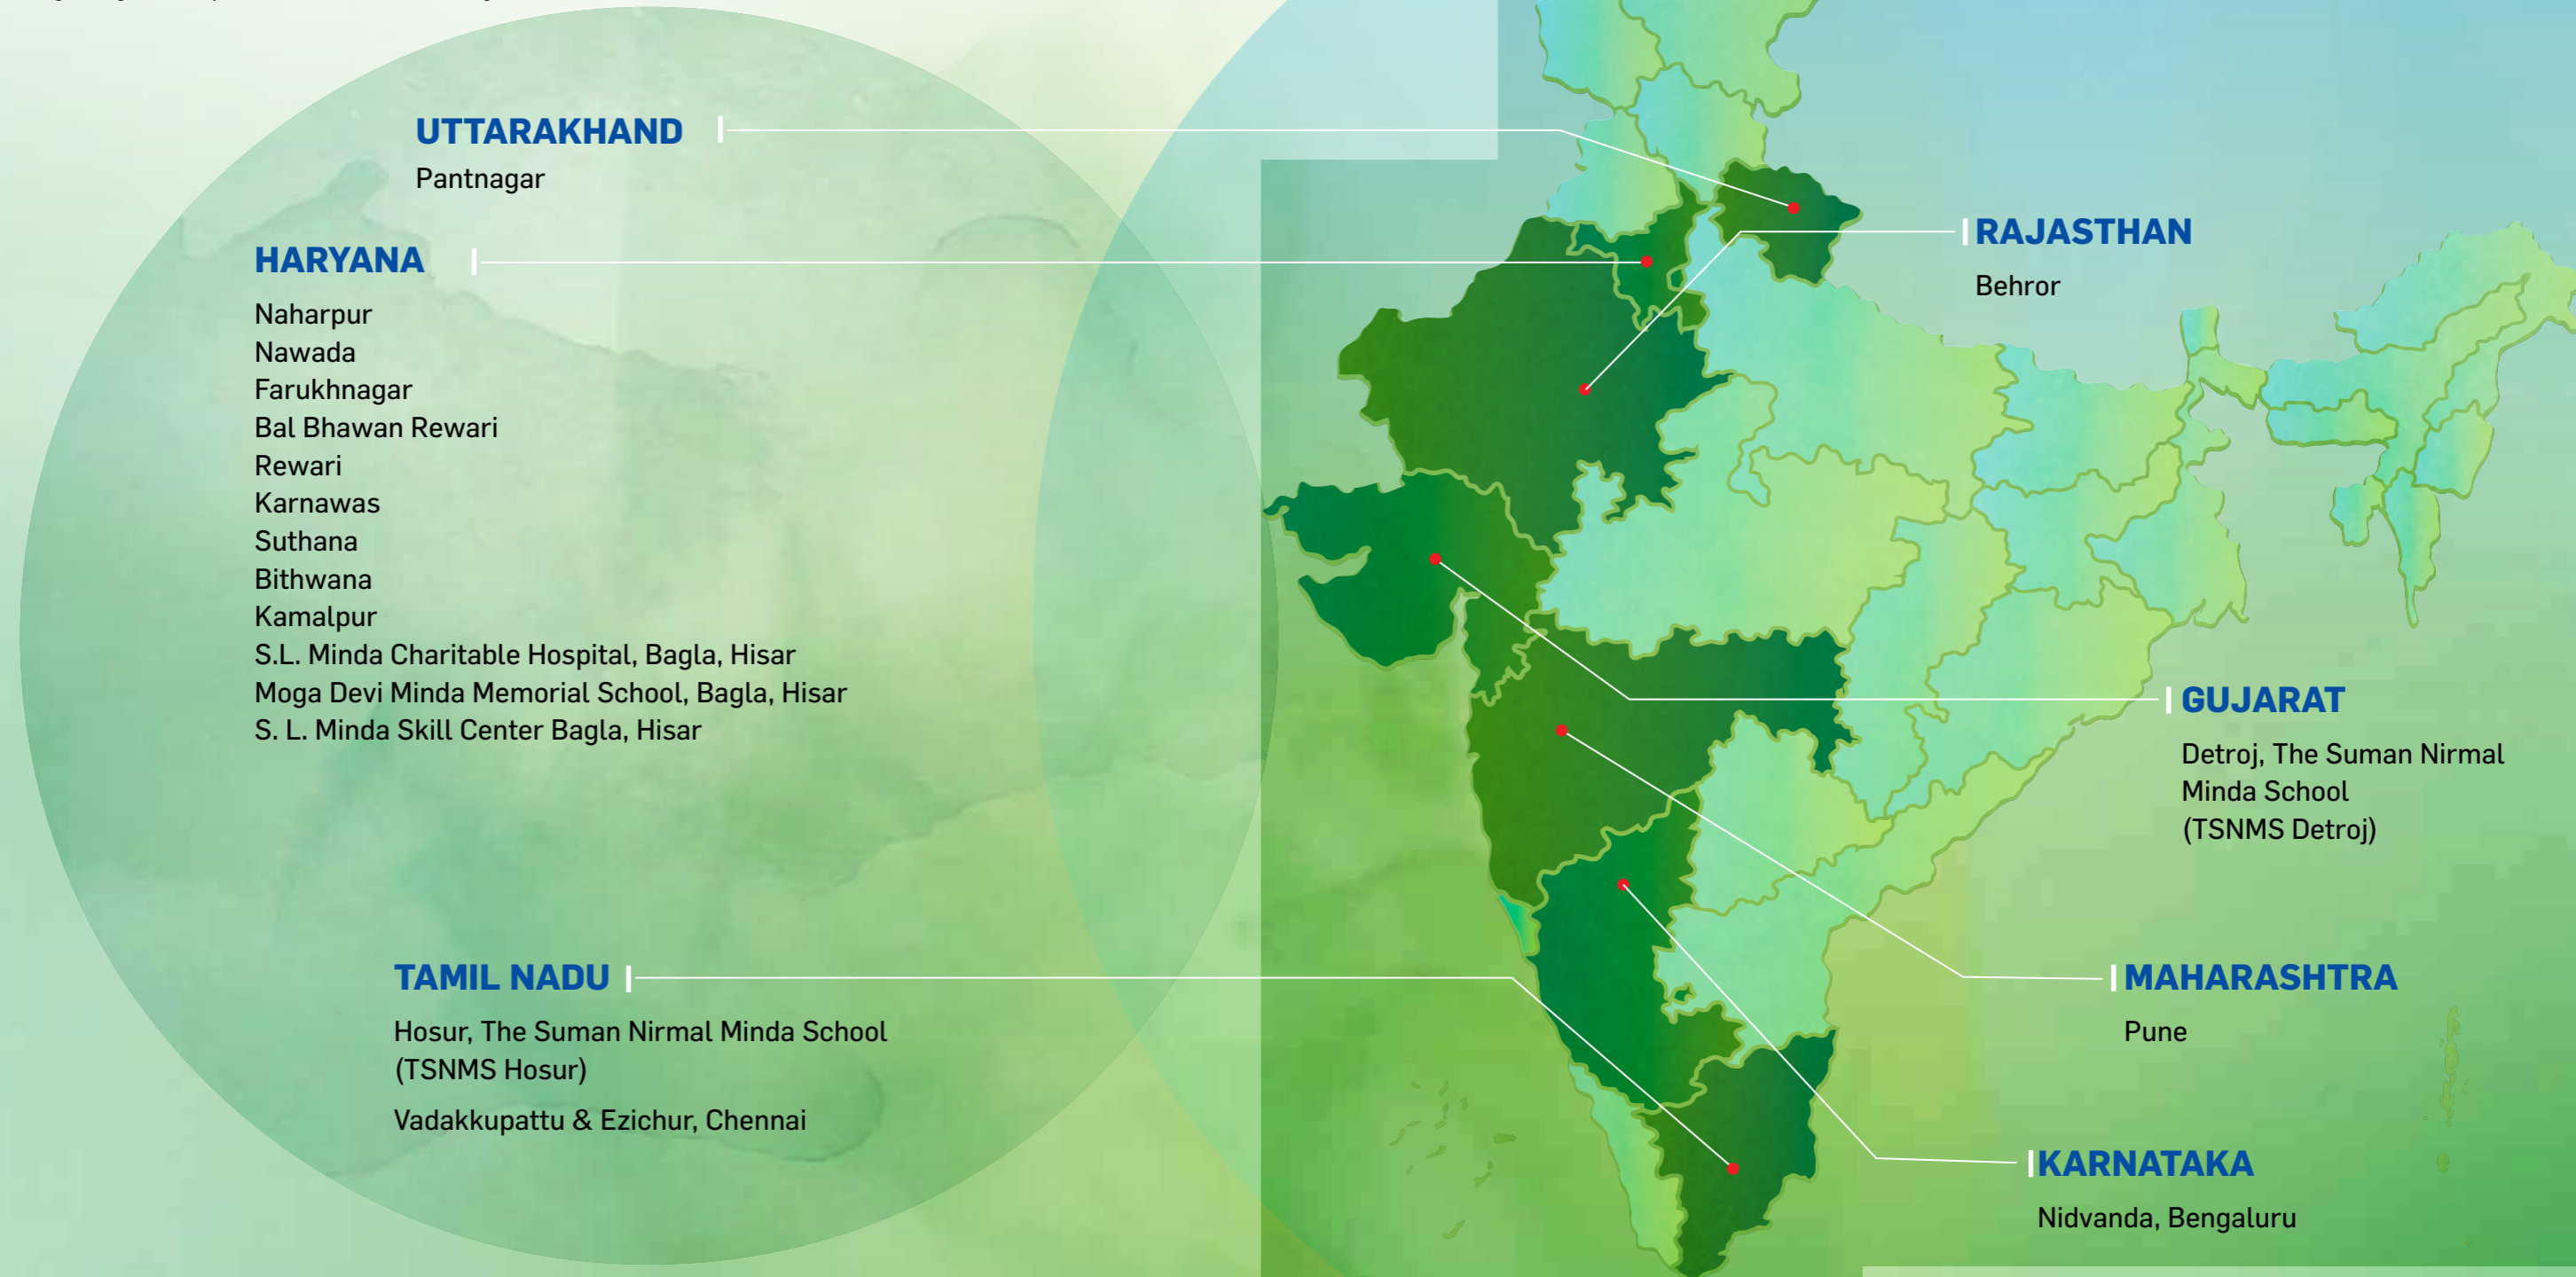 UTTARAKHAND
Pantnagar
HARYANA
Naharpur
Nawada
Farukhnagar
Bal Bhawan Rewari
Rewari
Karnawas
Suthana
Bithwana
Kamalpur
S.L. Minda Charitable Hospital, Bagla, Hisar
Moga Devi Minda Memorial School, Bagla, Hisar
S. L. Minda Skill Center Bagla, Hisar
TAMIL NADU
Hosur, The Suman Nirmal Minda School
(TSNMS Hosur)
Vadakkupattu & Ezichur, Chennai
RAJASTHAN
Behror
GUJARAT
Detroj, The Suman Nirmal
Minda School
(TSNMS Detroj)
MAHARASHTRA
Pune
KARNATAKA
Nidvanda, Bengaluru